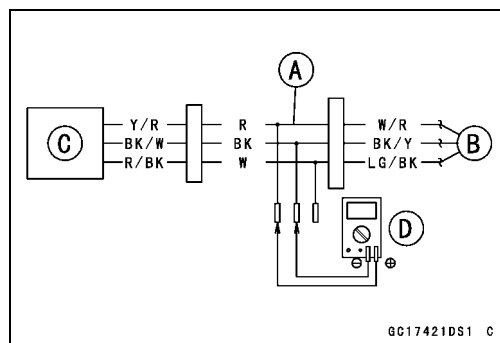 A
Y/R R W/R
C BK/W BK BK/Y B
R/BK W LG/BK
D
⊖ ⊕
GC17421DS1 C